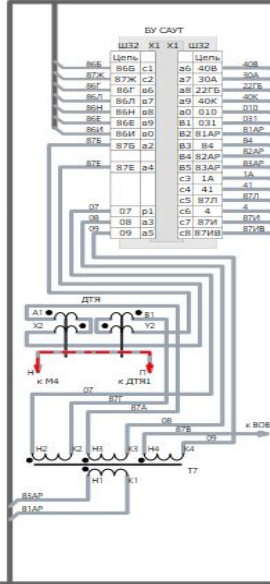 БУ САУТ
Ш32 X1 X1 Ш32
Цепь Цепь
86Б 86Б с1 а6 40В 40В
87Ж 87Ж с2 а7 30А 30А
86Г 86Г в6 а8 22ГБ 22ГБ
86Л 86Л в7 а9 40К 40К
86Н 86Н в8 а0 010 010
86Е 86Е в9 В1 031 031
86И 86И в0 В2 81АР 81АР
87Б 87Б а2 В3 84 84
В4 82АР 82АР
87Е 87Е а4 В5 83АР 83АР
с3 1А 1А
с4 41 41
с5 87Л 87Л
07 07 р1 с6 4 4
08 08 а3 с7 87И 87И
09 09 а5 с8 87ИВ 87ИВ
ДТЯ
А1 В1
Х2 Y2
Н П
к М4 к ДТЯ1
07
87Г
87А
08
87В к ВОВ
09
Н2 К2 Н3 К3 Н4 К4
Т7
Н1 К1
83АР
81АР